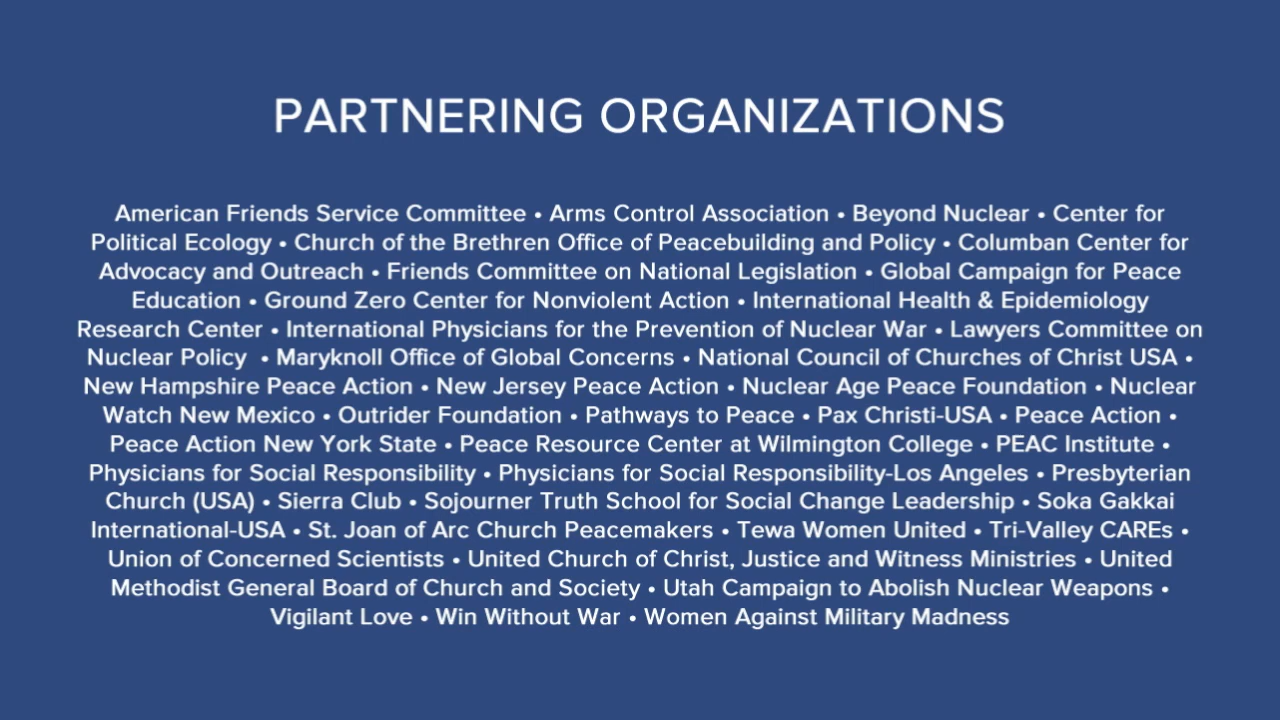 PARTNERING ORGANIZATIONS
American Friends Service Committee • Arms Control Association • Beyond Nuclear • Center for
Political Ecology • Church of the Brethren Office of Peacebuilding and Policy • Columban Center for
Advocacy and Outreach • Friends Committee on National Legislation • Global Campaign for Peace
Education • Ground Zero Center for Nonviolent Action • International Health & Epidemiology
Research Center • International Physicians for the Prevention of Nuclear War • Lawyers Committee on
Nuclear Policy • Maryknoll Office of Global Concerns • National Council of Churches of Christ USA •
New Hampshire Peace Action • New Jersey Peace Action • Nuclear Age Peace Foundation • Nuclear
Watch New Mexico • Outrider Foundation • Pathways to Peace • Pax Christi-USA • Peace Action •
Peace Action New York State • Peace Resource Center at Wilmington College • PEAC Institute •
Physicians for Social Responsibility • Physicians for Social Responsibility-Los Angeles • Presbyterian
Church (USA) • Sierra Club • Sojourner Truth School for Social Change Leadership • Soka Gakkai
International-USA • St. Joan of Arc Church Peacemakers • Tewa Women United • Tri-Valley CAREs •
Union of Concerned Scientists • United Church of Christ, Justice and Witness Ministries • United
Methodist General Board of Church and Society • Utah Campaign to Abolish Nuclear Weapons •
Vigilant Love • Win Without War • Women Against Military Madness